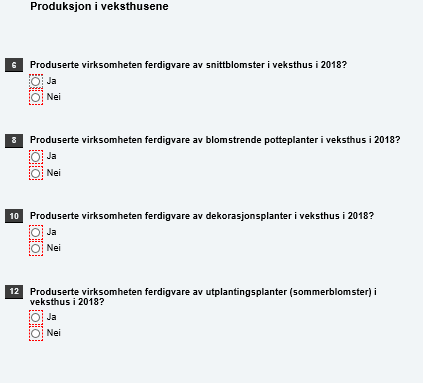 Produksjon i veksthusene
6 Produserte virksomheten ferdigvare av snittblomster i veksthus i 2018?
Ja
Nei
8 Produserte virksomheten ferdigvare av blomstrende potteplanter i veksthus i 2018?
Ja
Nei
10 Produserte virksomheten ferdigvare av dekorasjonsplanter i veksthus i 2018?
Ja
Nei
12 Produserte virksomheten ferdigvare av utplantingsplanter (sommerblomster) i
veksthus i 2018?
Ja
Nei